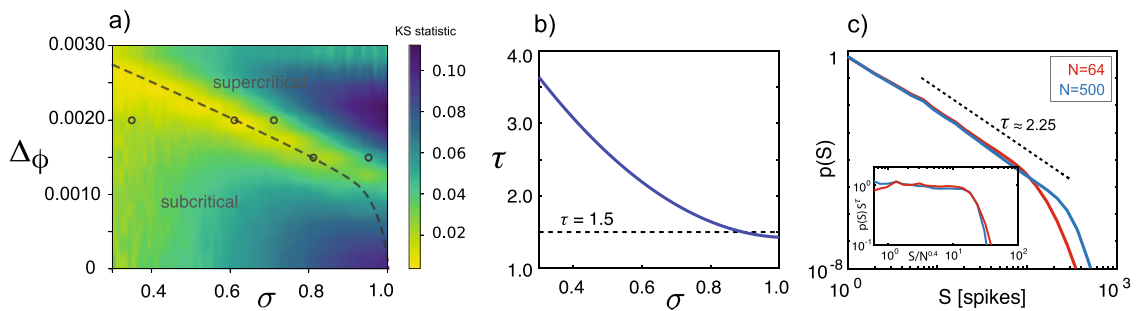 a)
KS statistic
0.0030
0.0020
0.0010
0
Δϕ
supercritical
subcritical
0.4
0.6
0.8
1.0
σ
0.10
0.08
0.06
0.04
0.02
b)
4.0
3.0
2.0
1.0
τ
τ = 1.5
0.4
0.6
0.8
1.0
σ
c)
1
p(S)
10⁻⁸
N=64
N=500
τ ≈ 2.25
p(S) Sᵗ
10⁰
10⁻¹
10⁰
10¹
10²
S/N⁰·⁴
10⁰
10³
S [spikes]